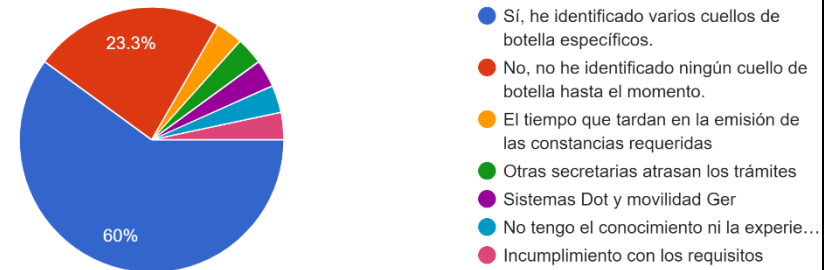 23.3%
60%
Sí, he identificado varios cuellos de
botella específicos.
No, no he identificado ningún cuello de
botella hasta el momento.
El tiempo que tardan en la emisión de
las constancias requeridas
Otras secretarias atrasan los trámites
Sistemas Dot y movilidad Ger
No tengo el conocimiento ni la experie…
Incumplimiento con los requisitos